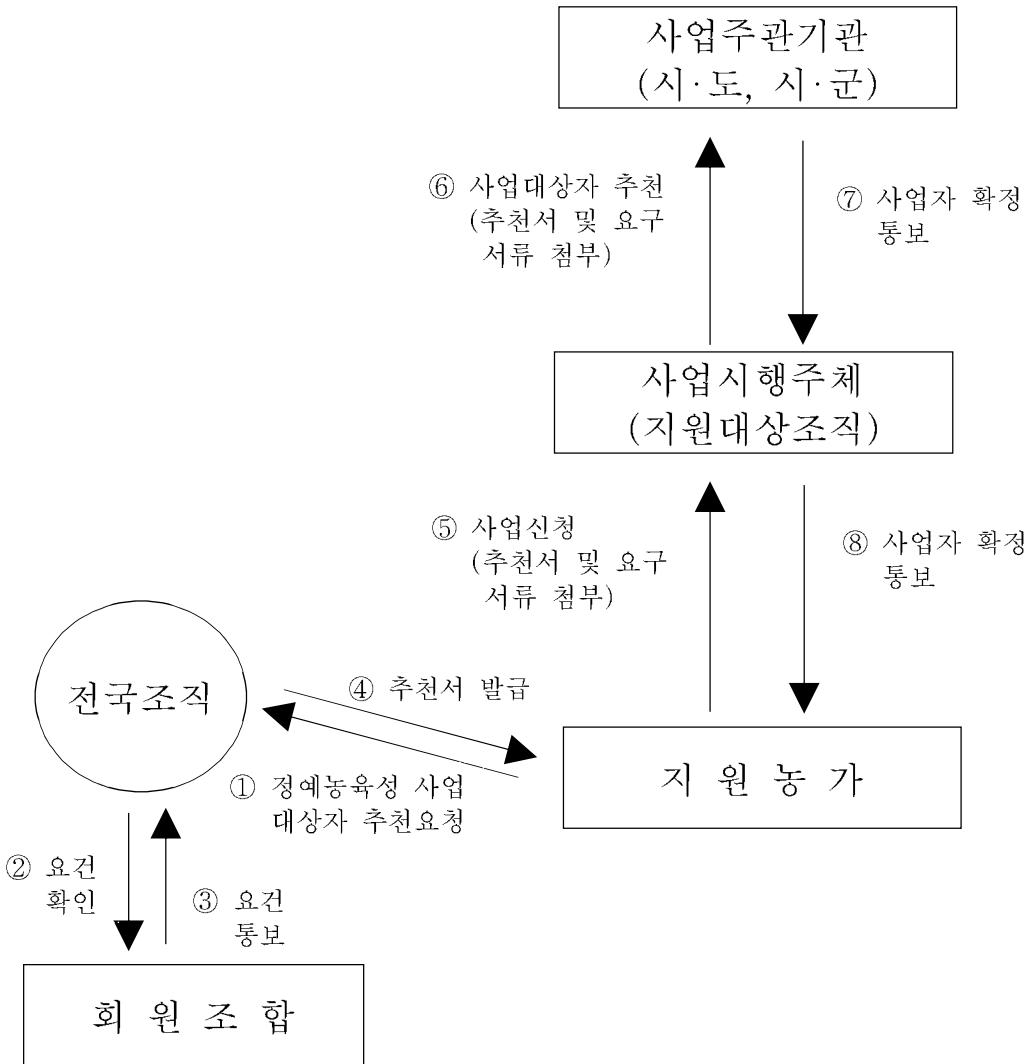 사업주관기관
(시·도, 시·군)
⑥ 사업대상자 추천
(추천서 및 요구
서류 첨부)
⑦ 사업자 확정
통보
사업시행주체
(지원대상조직)
⑤ 사업신청
(추천서 및 요구
서류 첨부)
⑧ 사업자 확정
통보
전국조직
④ 추천서 발급
지 원 농 가
① 정예농육성 사업
대상자 추천요청
② 요건
확인
③ 요건
통보
회 원 조 합